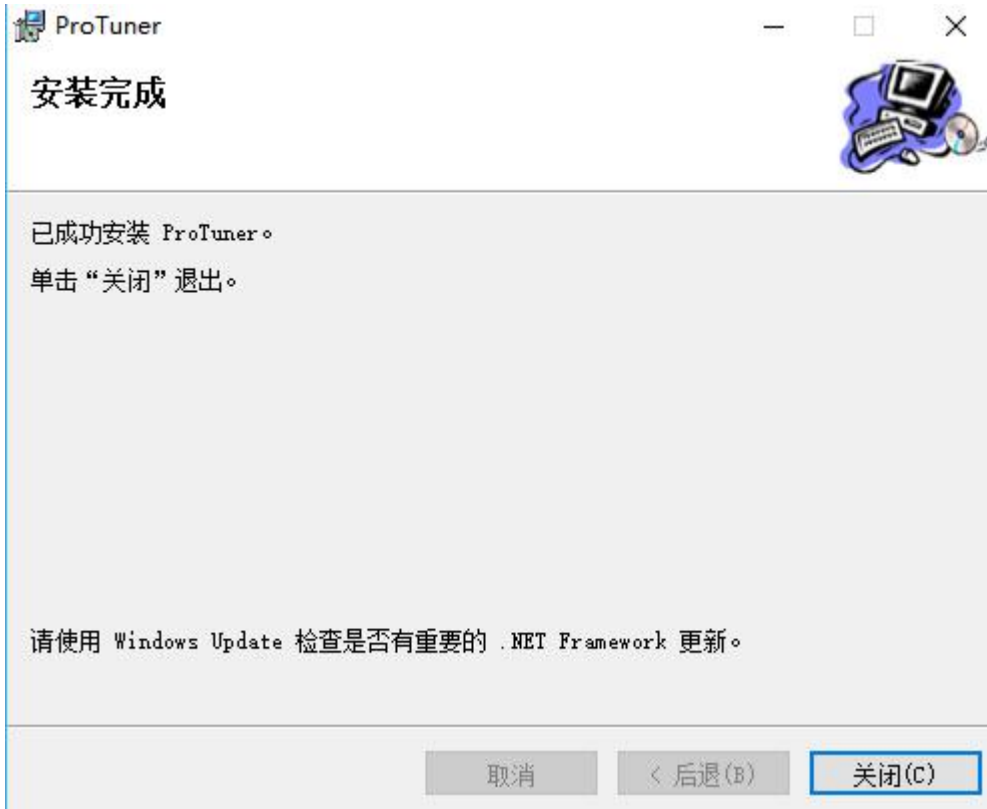 ProTuner
安装完成
已成功安装 ProTuner。
单击“关闭”退出。
请使用 Windows Update 检查是否有重要的 .NET Framework 更新。
取消
< 后退(B)
关闭(C)